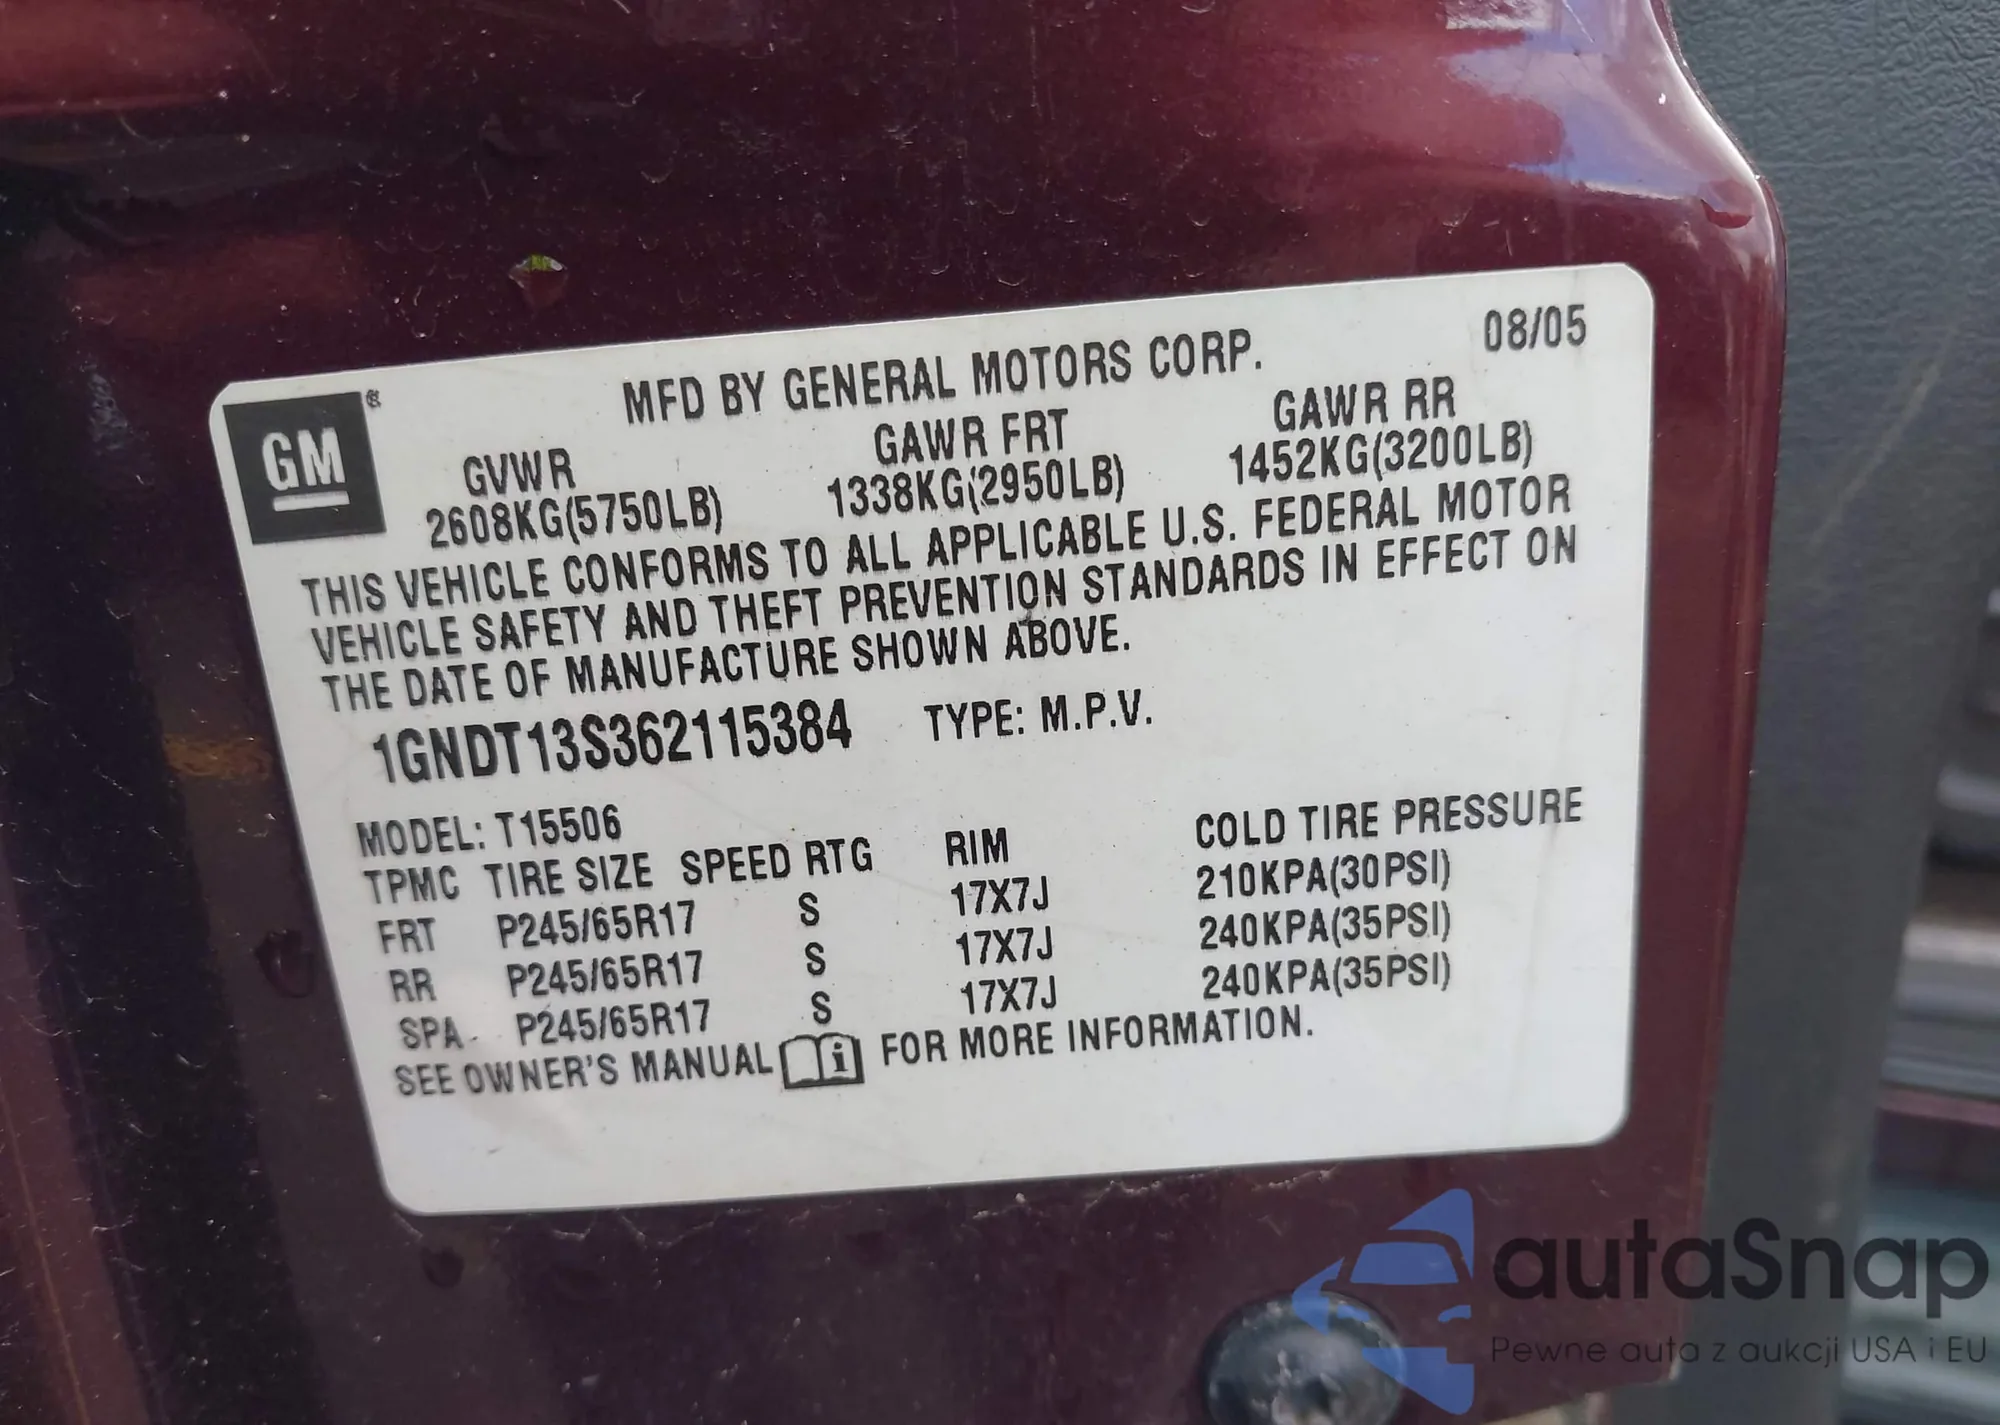 MFD BY GENERAL MOTORS CORP. 08/05
GM ®
GVWR GAWR FRT GAWR RR
2608KG(5750LB) 1338KG(2950LB) 1452KG(3200LB)
THIS VEHICLE CONFORMS TO ALL APPLICABLE U.S. FEDERAL MOTOR
VEHICLE SAFETY AND THEFT PREVENTION STANDARDS IN EFFECT ON
THE DATE OF MANUFACTURE SHOWN ABOVE.
1GNDT13S362115384 TYPE: M.P.V.
MODEL: T15506
TPMC TIRE SIZE SPEED RTG RIM COLD TIRE PRESSURE
FRT P245/65R17 S 17X7J 210KPA(30PSI)
RR P245/65R17 S 17X7J 240KPA(35PSI)
SPA P245/65R17 S 17X7J 240KPA(35PSI)
SEE OWNER'S MANUAL i FOR MORE INFORMATION.
autaSnap
Pewne auta z aukcji USA i EU